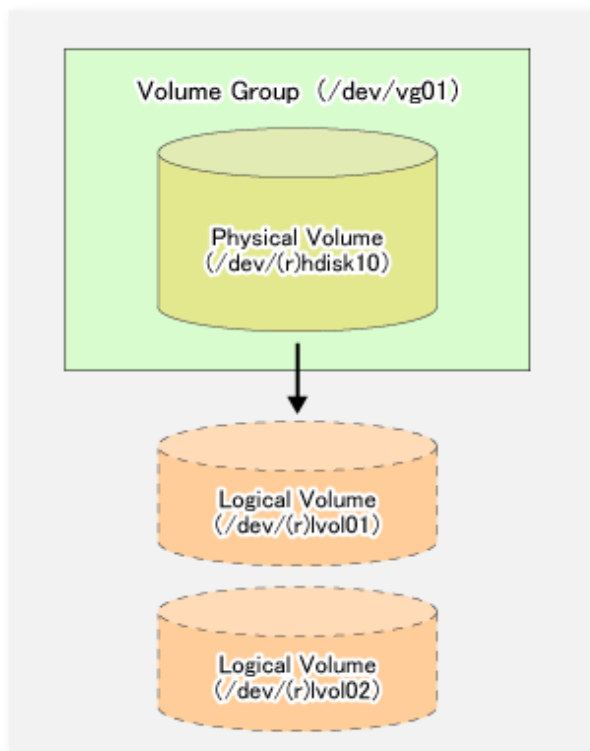 Volume Group (/dev/vg01)
Physical Volume
(/dev/(r)hdisk10)
Logical Volume
(/dev/(r)lvol01)
Logical Volume
(/dev/(r)lvol02)